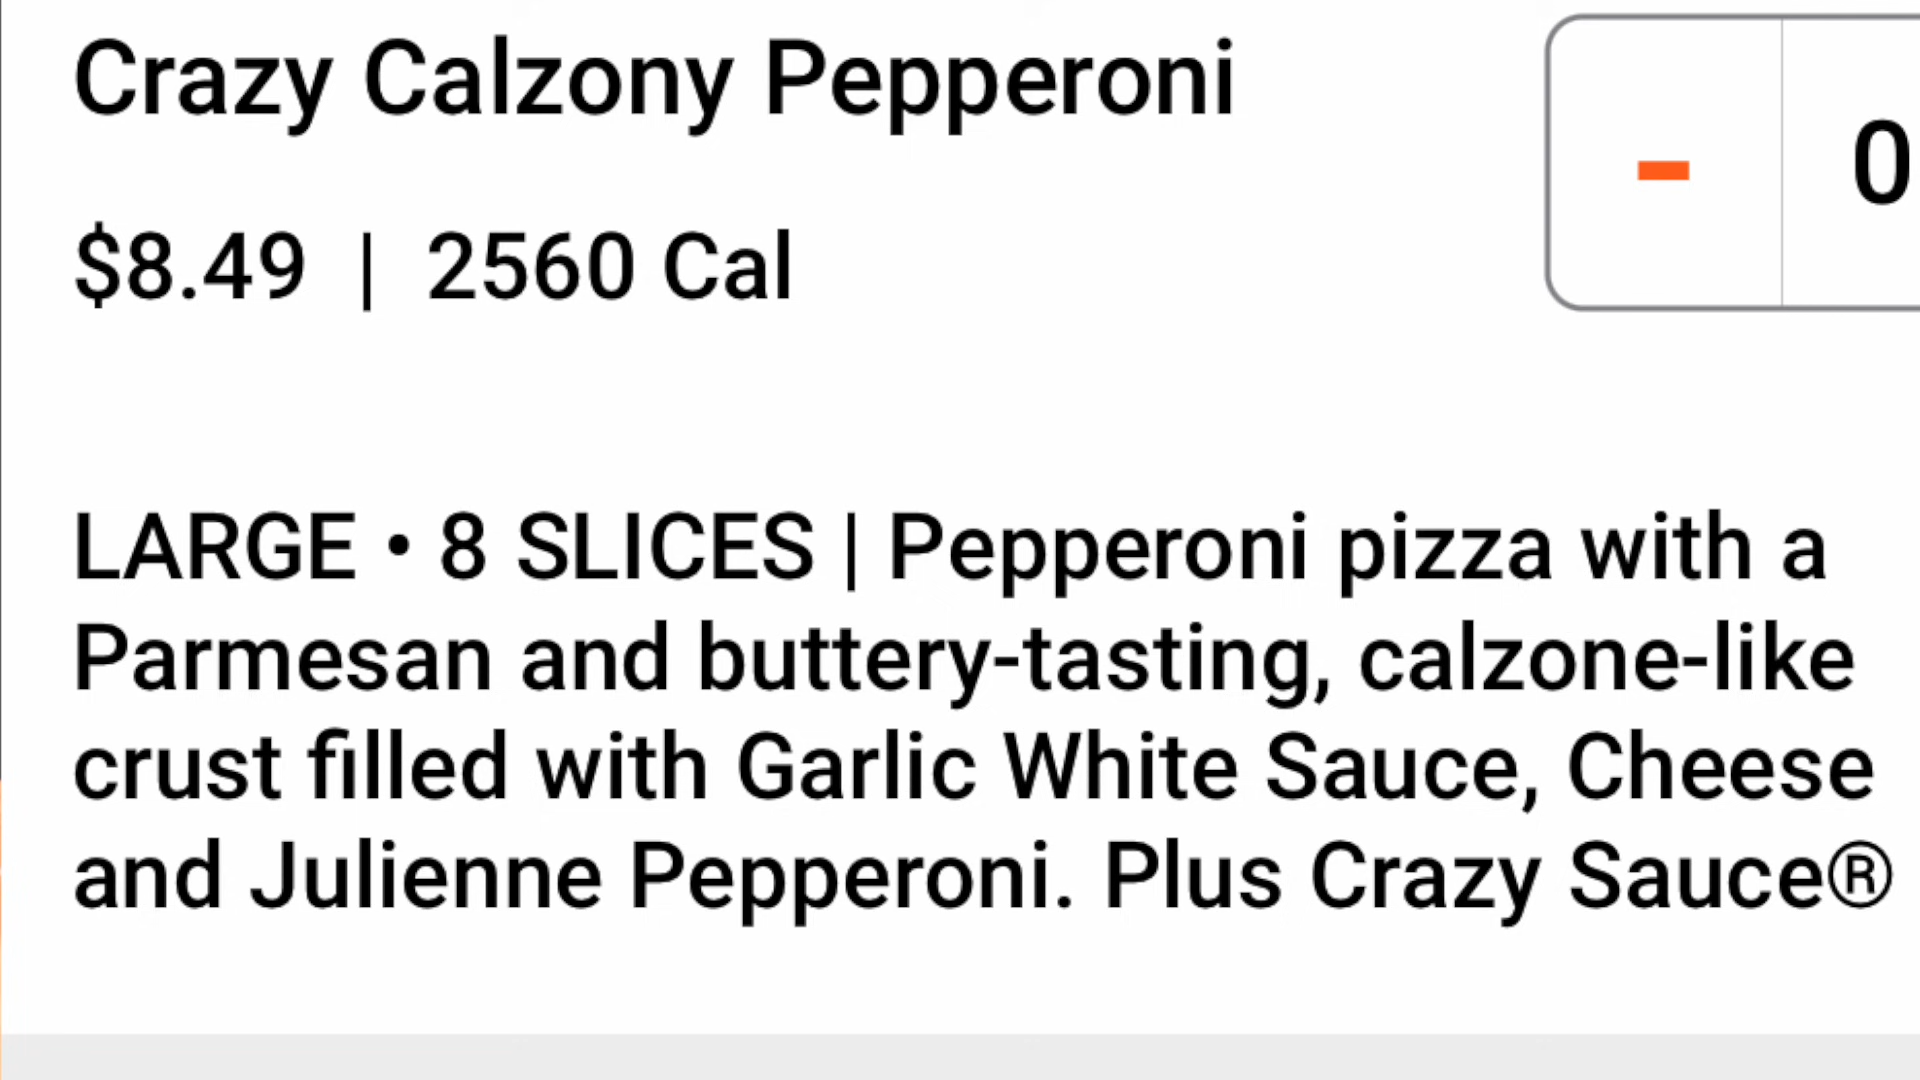 Crazy Calzony Pepperoni
- 0
$8.49 | 2560 Cal
LARGE • 8 SLICES | Pepperoni pizza with a
Parmesan and buttery-tasting, calzone-like
crust filled with Garlic White Sauce, Cheese
and Julienne Pepperoni. Plus Crazy Sauce®